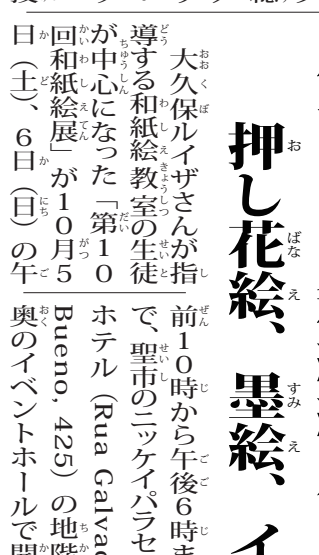 押し花絵、墨絵、イ
大久保ルイザさんが指
導する和紙絵教室の生徒
が中心になった「第10
回和紙絵展」が10月5
日(土)、6日(日)の午
前10時から午後6時ま
で、聖市のニッケイパラセ
ホテル(Rua Galvao
Bueno, 425)の地階
奥のイベントホールで開